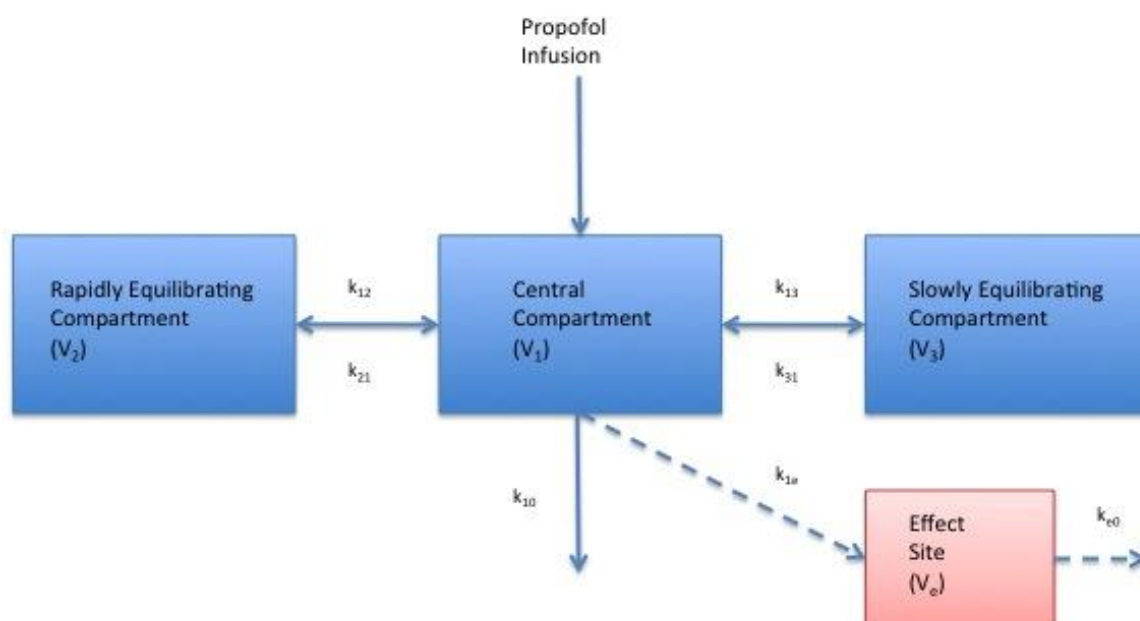 Propofol
Infusion
Rapidly Equilibrating
Compartment
(V₂)
k₁₂
k₂₁
Central
Compartment
(V₁)
k₁₃
k₃₁
Slowly Equilibrating
Compartment
(V₃)
k₁₀
k₁ₑ
Effect
Site
(Vₑ)
kₑ₀